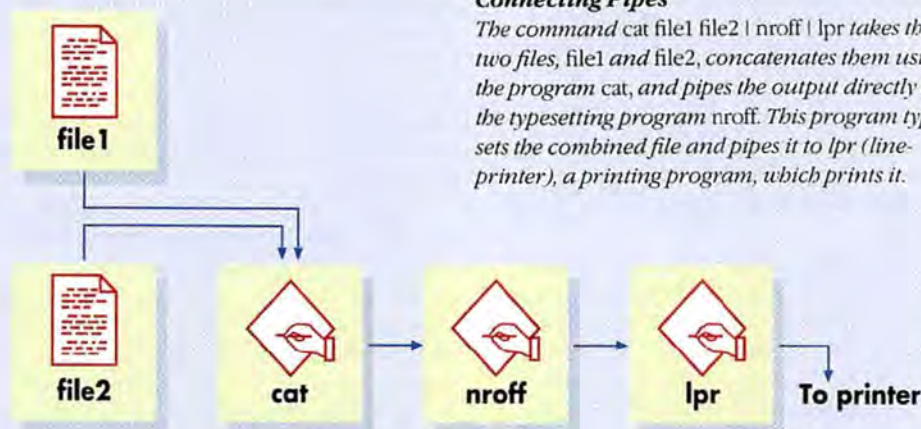 Connecting Pipes
The command cat file1 file2 | nroff | lpr takes
two files, file1 and file2, concatenates them
the program cat, and pipes the output directly
the typesetting program nroff. This program
sets the combined file and pipes it to lpr (line-
printer), a printing program, which prints it.
file1
file2
cat
nroff
lpr
To printer